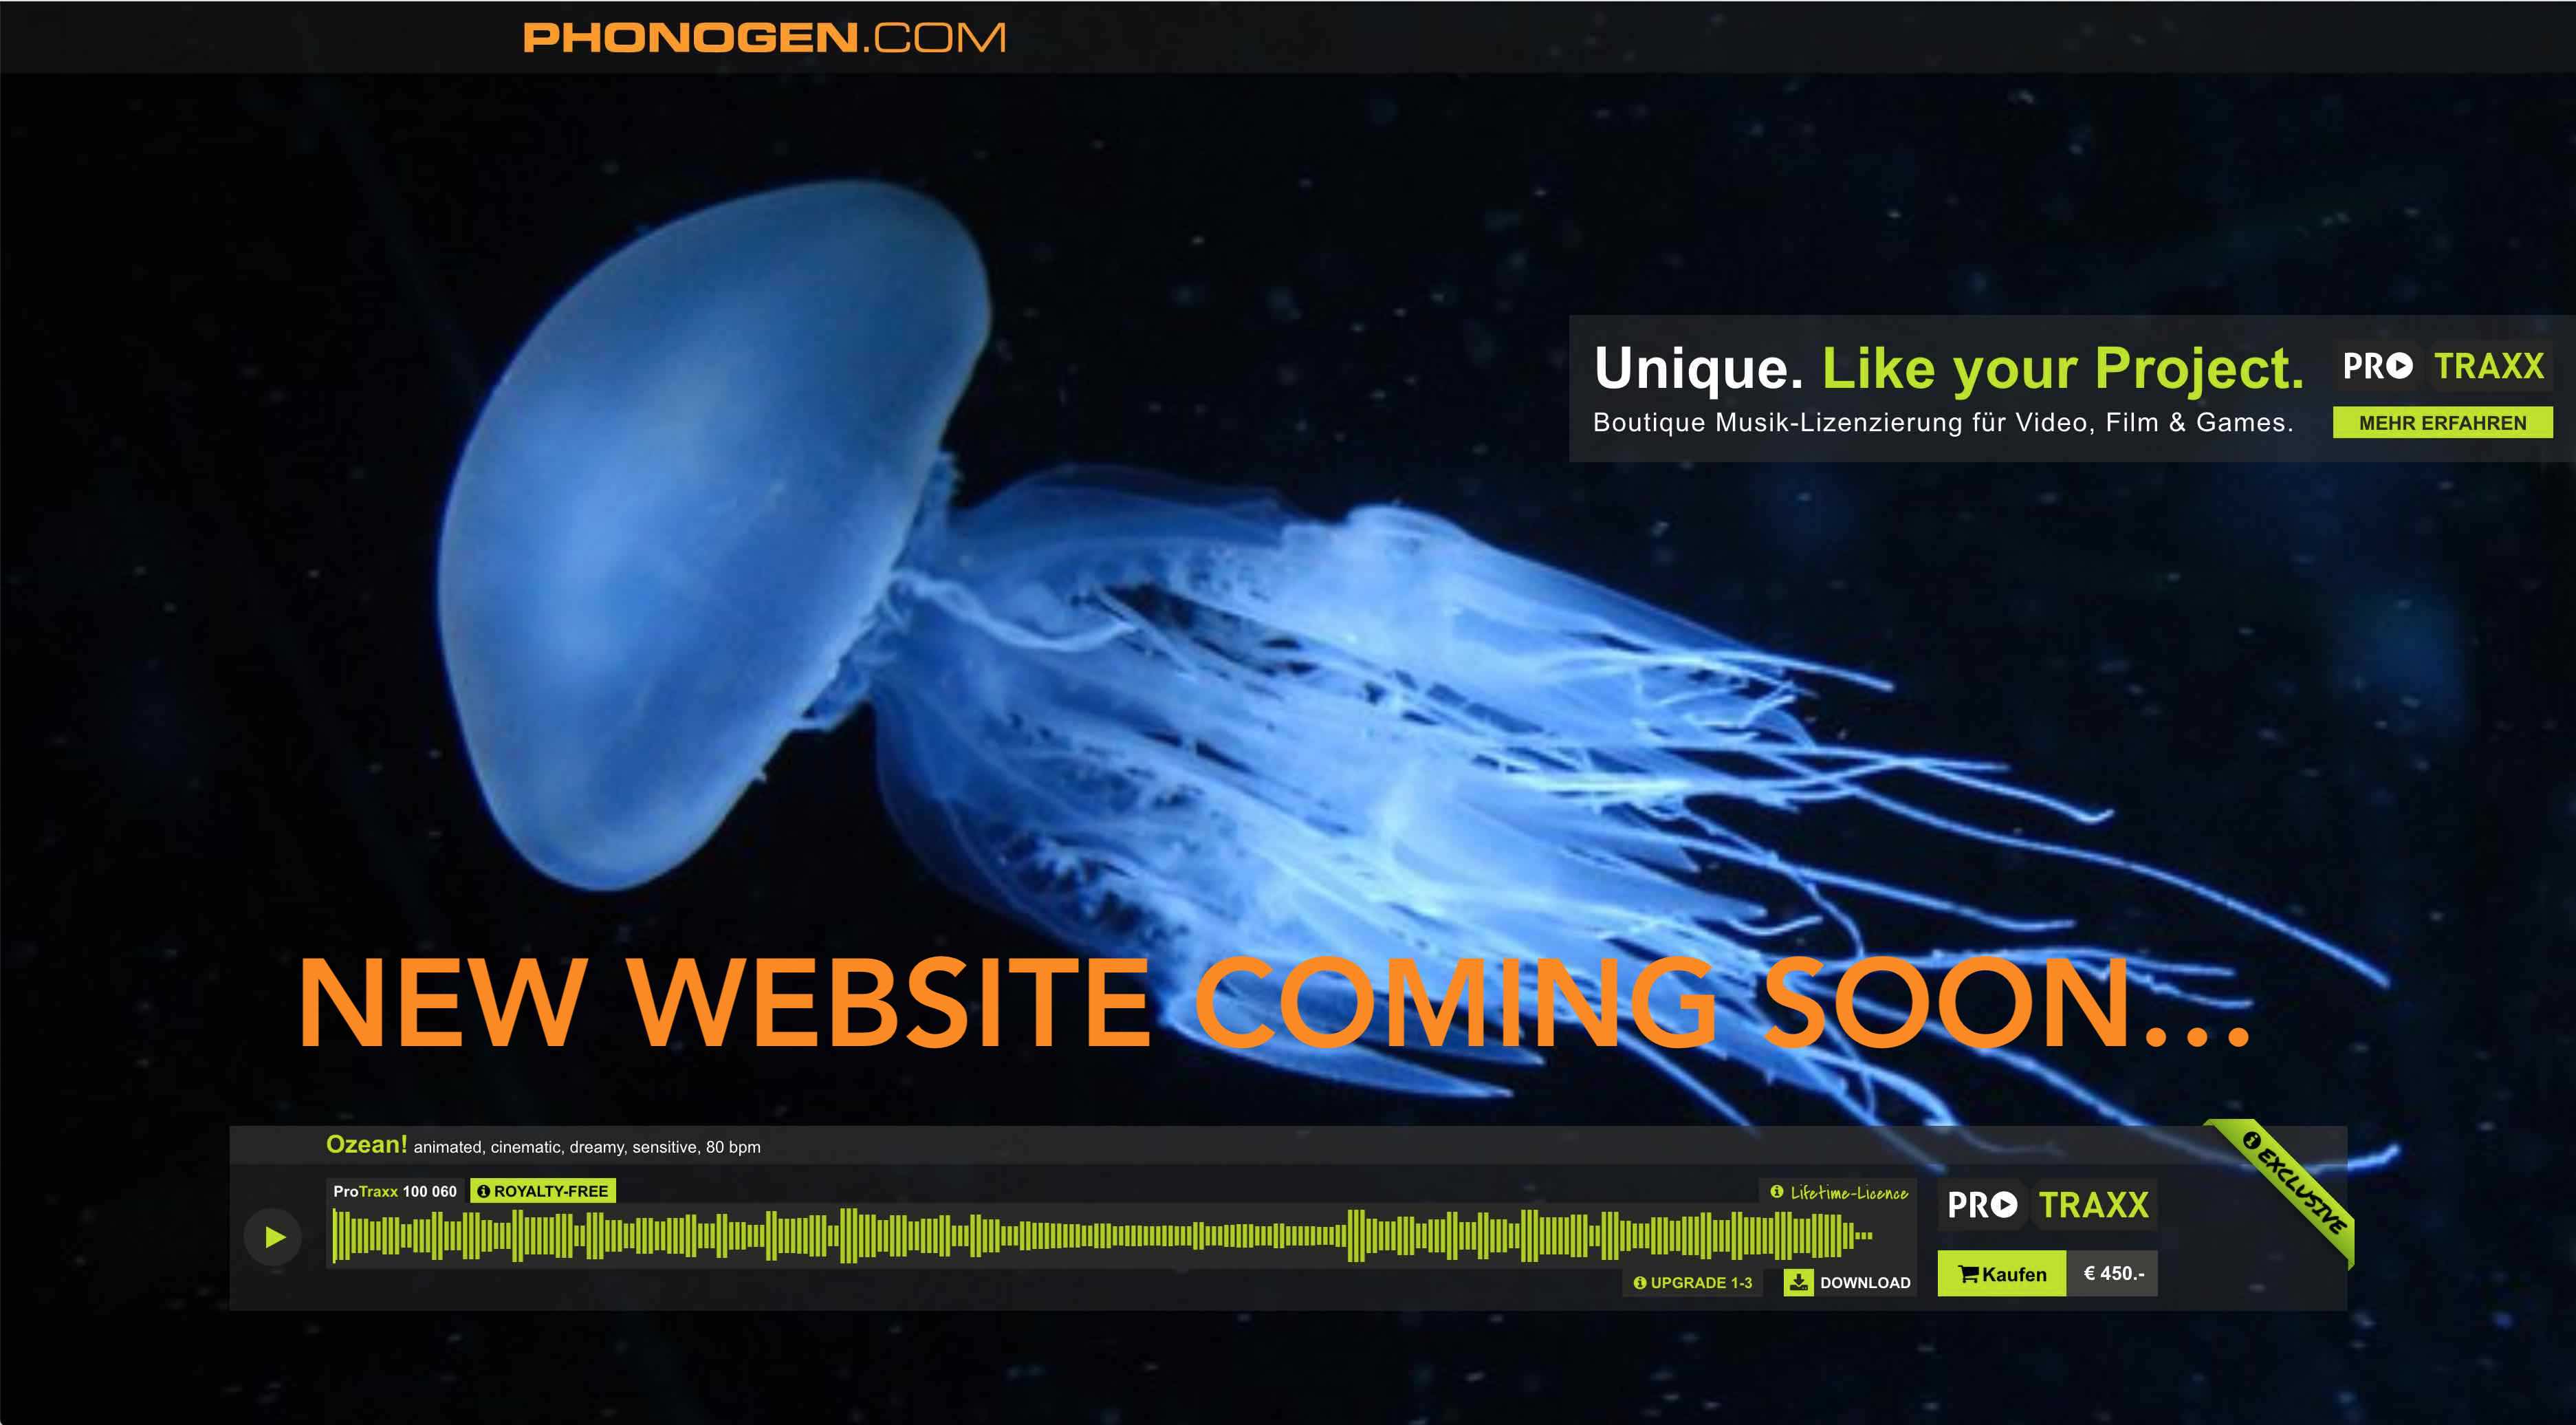 PHONOGEN.COM
Unique. Like your Project.
PRO TRAXX
Boutique Musik-Lizenzierung für Video, Film & Games.
MEHR ERFAHREN
NEW WEBSITE COMING SOON...
Ozean! animated, cinematic, dreamy, sensitive, 80 bpm
EXCLUSIVE
ProTraxx 100 060
ROYALTY-FREE
Lifetime-Licence
PRO TRAXX
UPGRADE 1-3
DOWNLOAD
Kaufen
€ 450.-